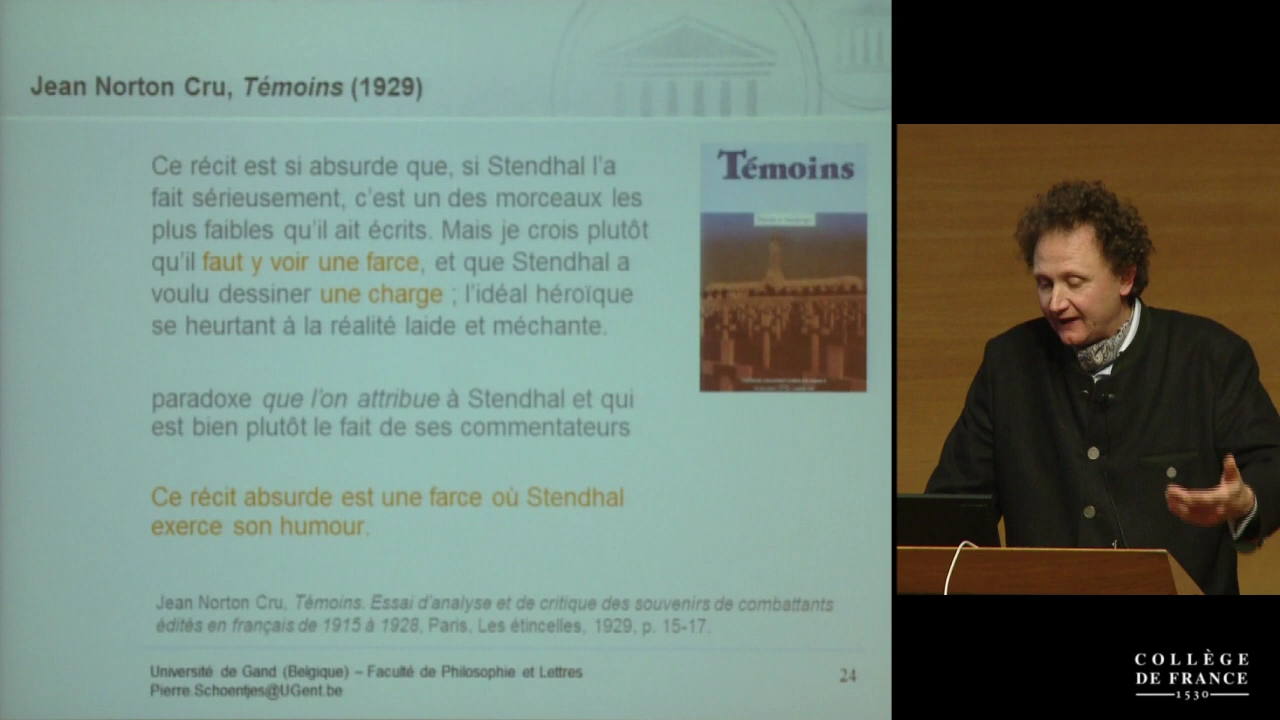 Jean Norton Cru, Témoins (1929)
Ce récit est si absurde que, si Stendhal l'a
fait sérieusement, c'est un des morceaux les
plus faibles qu'il ait écrits. Mais je crois plutôt
qu'il faut y voir une farce, et que Stendhal a
voulu dessiner une charge ; l'idéal héroïque
se heurtant à la réalité laide et méchante.
paradoxe que l'on attribue à Stendhal et qui
est bien plutôt le fait de ses commentateurs
Ce récit absurde est une farce où Stendhal
exerce son humour.
Jean Norton Cru, Témoins. Essai d'analyse et de critique des souvenirs de combattants
édités en français de 1915 à 1928, Paris, Les étincelles, 1929, p. 15-17.
Université de Gand (Belgique) – Faculté de Philosophie et Lettres
Pierre.Schoentjes@UGent.be
24
Témoins
COLLÈGE
DE FRANCE
1530